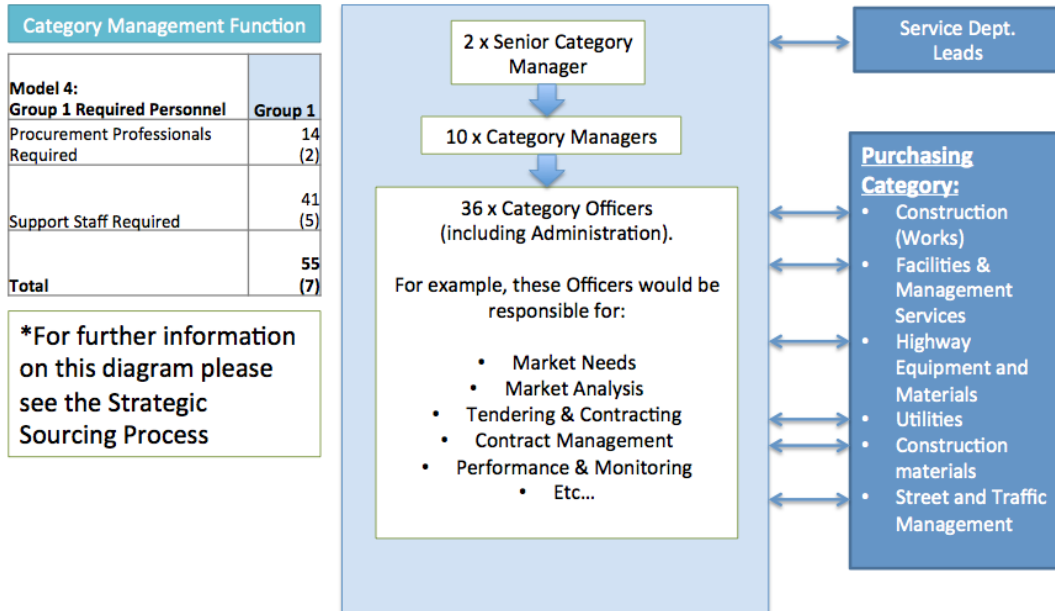 Category Management Function
Model 4:
Group 1 Required Personnel Group 1
Procurement Professionals 14
Required (2)
41
Support Staff Required (5)
55
Total (7)
*For further information
on this diagram please
see the Strategic
Sourcing Process
2 x Senior Category
Manager
10 x Category Managers
36 x Category Officers
(including Administration).
For example, these Officers would be
responsible for:
• Market Needs
• Market Analysis
• Tendering & Contracting
• Contract Management
• Performance & Monitoring
• Etc...
Service Dept.
Leads
Purchasing
Category:
• Construction
(Works)
• Facilities &
Management
Services
• Highway
Equipment and
Materials
• Utilities
• Construction
materials
• Street and Traffic
Management